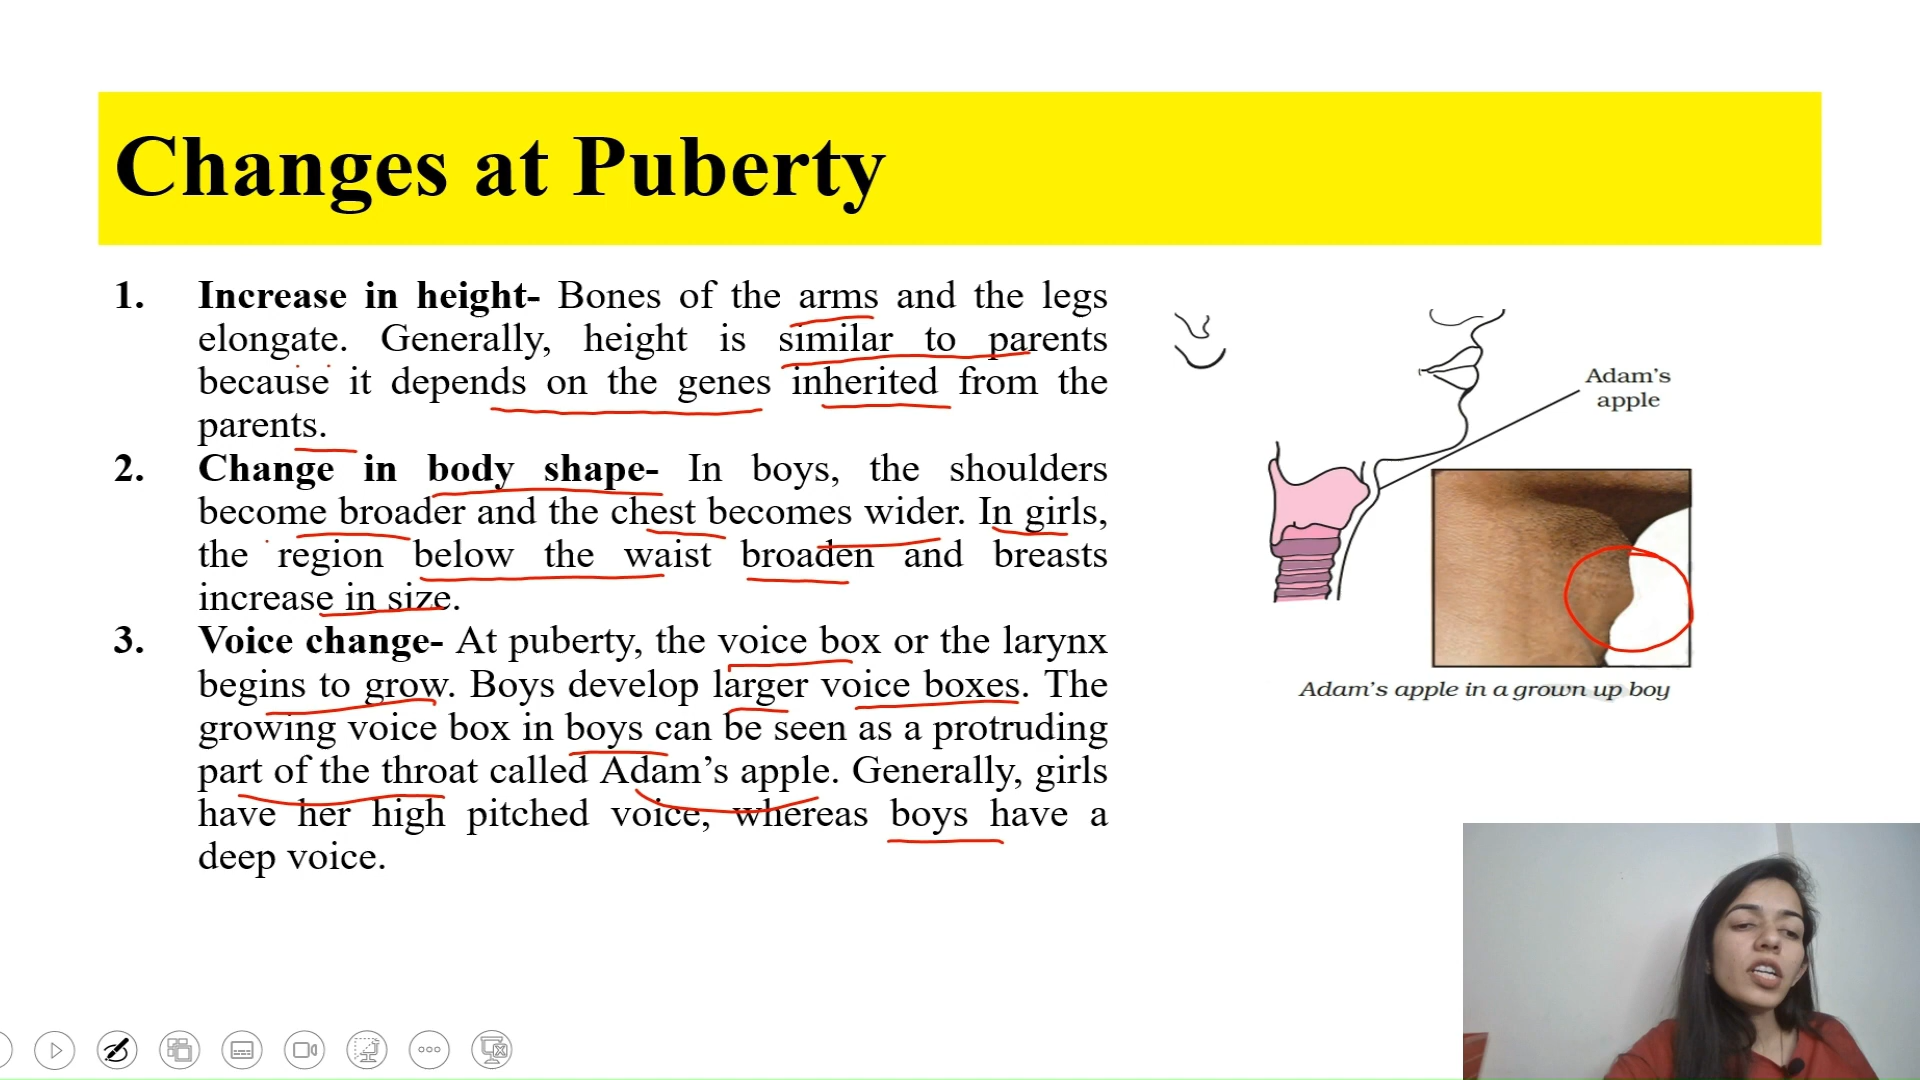 Changes at Puberty
1. Increase in height- Bones of the arms and the legs
elongate. Generally, height is similar to parents
because it depends on the genes inherited from the
parents.
2. Change in body shape- In boys, the shoulders
become broader and the chest becomes wider. In girls,
the region below the waist broaden and breasts
increase in size.
3. Voice change- At puberty, the voice box or the larynx
begins to grow. Boys develop larger voice boxes. The
growing voice box in boys can be seen as a protruding
part of the throat called Adam’s apple. Generally, girls
have her high pitched voice, whereas boys have a
deep voice.
Adam’s
apple
Adam’s apple in a grown up boy